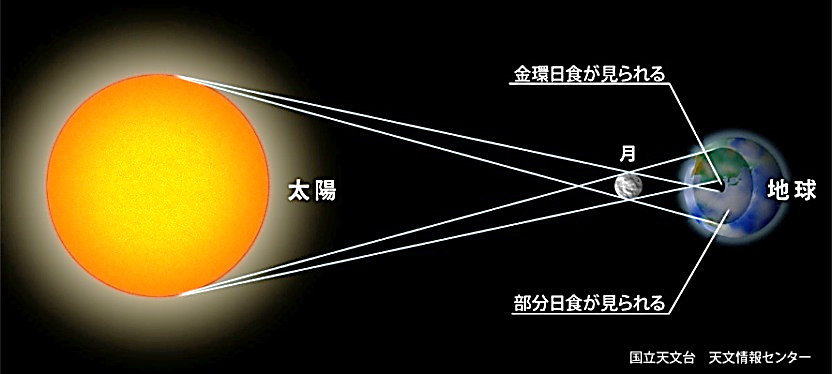 金環日食が見られる
月
太陽
地球
部分日食が見られる
国立天文台　天文情報センター